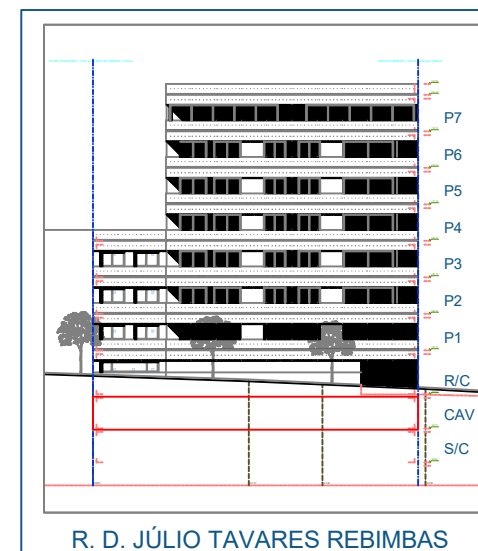 P7
P6
P5
P4
P3
P2
P1
R/C
CAV
S/C
R. D. JÚLIO TAVARES REBIMBAS